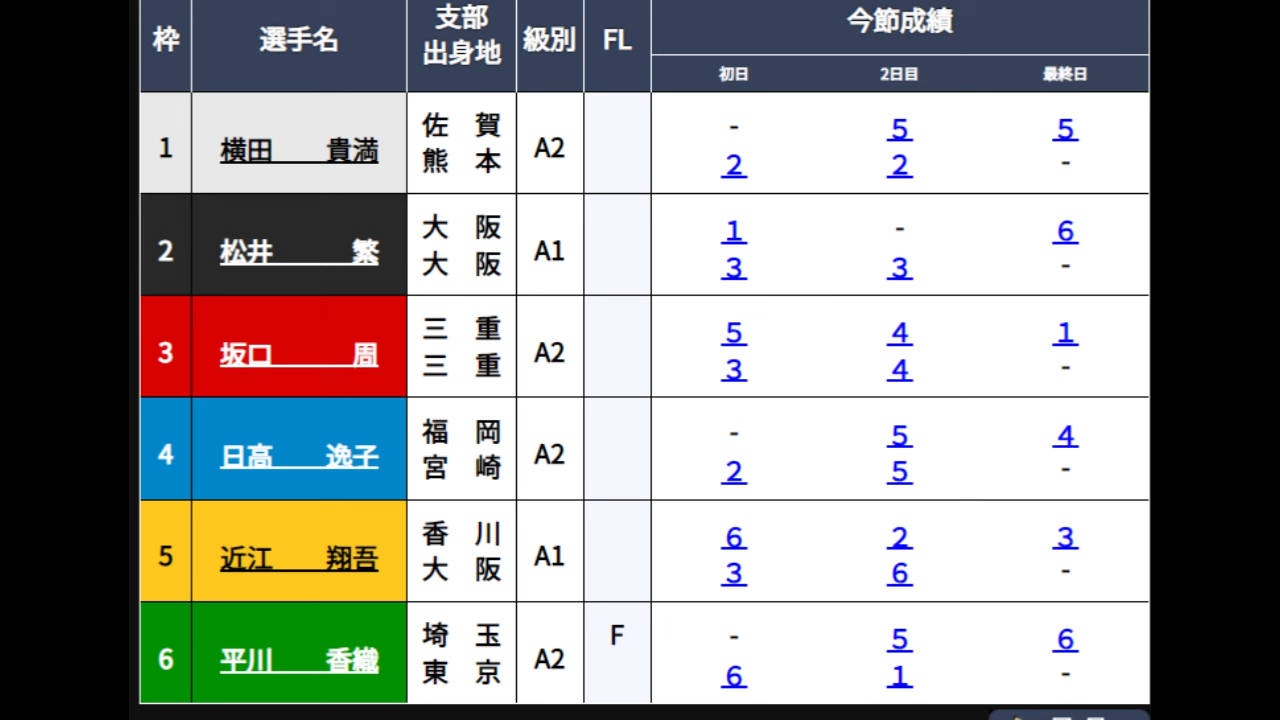 枠 選手名 支部 出身地 級別 FL 今節成績
初日 2日目 最終日
1 横田 貴満 佐賀 熊本 A2 - 5 5
2 2 -
2 松井 繁 大阪 大阪 A1 1 - 6
3 3 -
3 坂口 周 三重 三重 A2 5 4 1
3 4 -
4 日高 逸子 福岡 宮崎 A2 - 5 4
2 5 -
5 近江 翔吾 香川 大阪 A1 6 2 3
3 6 -
6 平川 香織 埼玉 東京 A2 F - 5 6
6 1 -